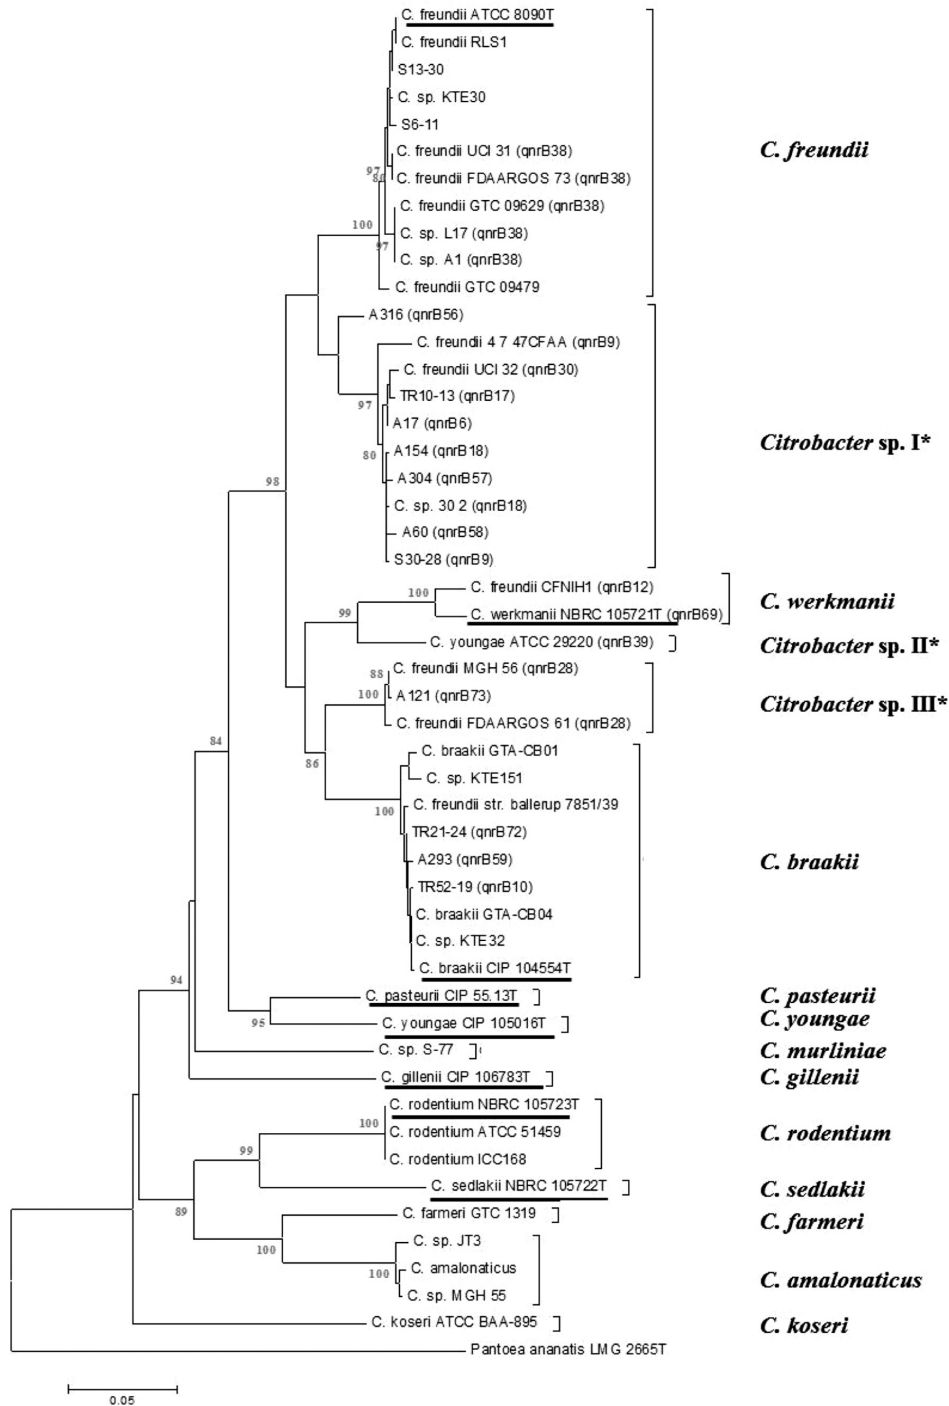 C. freundii ATCC 8090T
C. freundii RLS1
S13-30
C. sp. KTE30
S6-11
C. freundii UCI 31 (qnrB38)
C. freundii
97
C. freundii FDAARGOS 73 (qnrB38)
C. freundii GTC 09629 (qnrB38)
100
C. sp. L17 (qnrB38)
97
C. sp. A1 (qnrB38)
C. freundii GTC 09479
A316 (qnrB56)
C. freundii 4 7 47CFAA (qnrB9)
C. freundii UCI 32 (qnrB30)
TR10-13 (qnrB17)
97
A17 (qnrB6)
Citrobacter sp. I*
A154 (qnrB18)
80
A304 (qnrB57)
98
C. sp. 30 2 (qnrB18)
A60 (qnrB58)
S30-28 (qnrB9)
C. freundii CFNIH1 (qnrB12)
100
C. werkmanii
99
C. werkmanii NBRC 105721T (qnrB69)
C. youngae ATCC 29220 (qnrB39)
Citrobacter sp. II*
C. freundii MGH 56 (qnrB28)
88
100
A121 (qnrB73)
Citrobacter sp. III*
C. freundii FDAARGOS 61 (qnrB28)
84
C. braakii GTA-CB01
86
C. sp. KTE151
C. freundii str. ballerup 7851/39
100
TR21-24 (qnrB72)
A293 (qnrB59)
C. braakii
TR52-19 (qnrB10)
C. braakii GTA-CB04
C. sp. KTE32
C. braakii CIP 104554T
94
C. pasteurii CIP 55.13T
C. pasteurii
95
C. youngae CIP 105016T
C. youngae
C. sp. S-77
C. murliniae
C. gillenii CIP 106783T
C. gillenii
C. rodentium NBRC 105723T
100
C. rodentium ATCC 51459
C. rodentium
99
C. rodentium ICC168
C. sedlakii NBRC 105722T
C. sedlakii
89
C. farmeri GTC 1319
C. farmeri
C. sp. JT3
100
C. amalonaticus
100
C. amalonaticus
C. sp. MGH 55
C. koseri ATCC BAA-895
C. koseri
Pantoea ananatis LMG 2665T
0.05